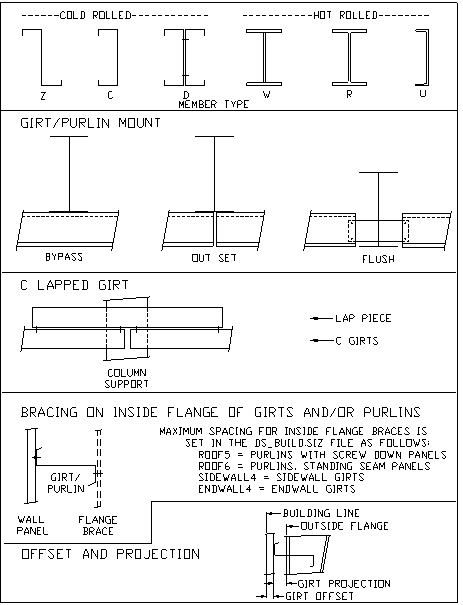 COLD ROLLED
HOT ROLLED
Z
C
D
W
R
U
MEMBER TYPE
GIRT/PURLIN MOUNT
BYPASS
OUT SET
FLUSH
C LAPPED GIRT
LAP PIECE
C GIRTS
COLUMN
SUPPORT
BRACING ON INSIDE FLANGE OF GIRTS AND/OR PURLINS
MAXIMUM SPACING FOR INSIDE FLANGE BRACES IS
SET IN THE DS_BUILD.SIZ FILE AS FOLLOWS:
ROOF5 = PURLINS WITH SCREW DOWN PANELS
ROOF6 = PURLINS, STANDING SEAM PANELS
SIDEWALL4 = SIDEWALL GIRTS
ENDWALL4 = ENDWALL GIRTS
GIRT/
PURLIN
WALL
PANEL
FLANGE
BRACE
OFFSET AND PROJECTION
BUILDING LINE
OUTSIDE FLANGE
GIRT PROJECTION
GIRT OFFSET